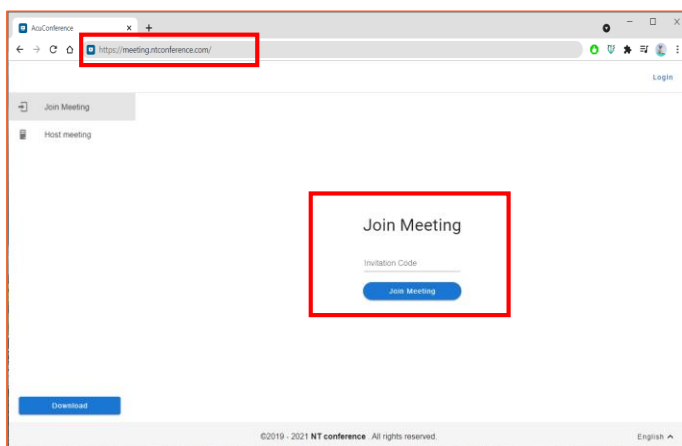 AcuConference
https://meeting.ntconference.com/
Login
Join Meeting
Host meeting
Join Meeting
Invitation Code
Join Meeting
Download
©2019 - 2021 NT conference . All rights reserved.
English